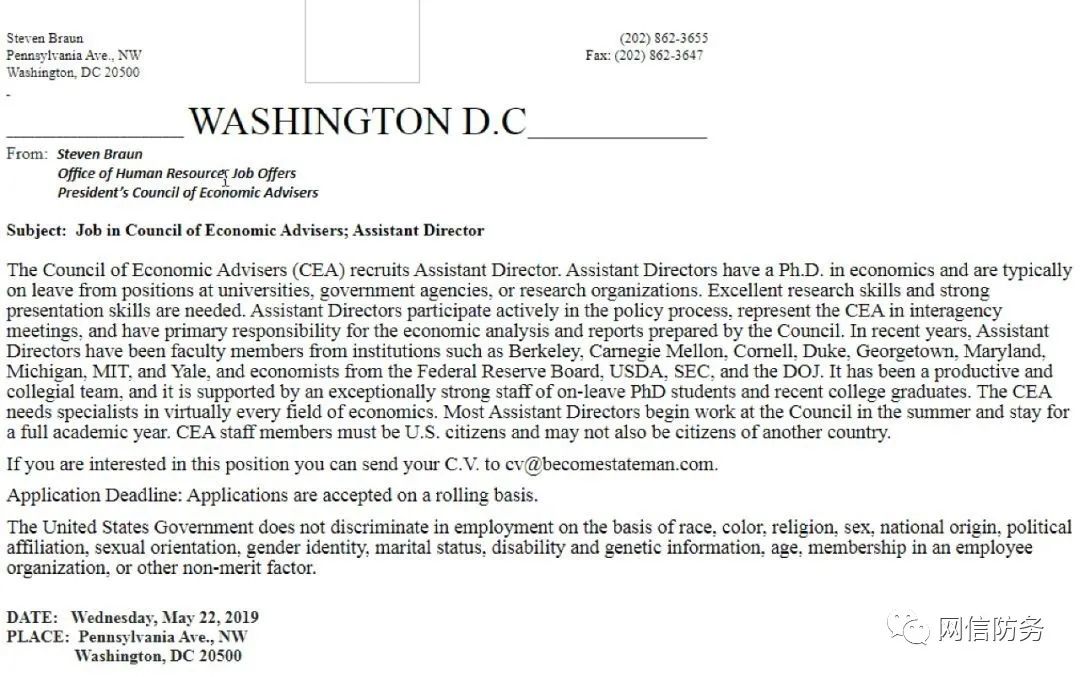 Steven Braun
Pennsylvania Ave., NW
Washington, DC 20500
(202) 862-3655
Fax: (202) 862-3647
WASHINGTON D.C
From: Steven Braun
Office of Human Resources Job Offers
President's Council of Economic Advisers
Subject: Job in Council of Economic Advisers; Assistant Director
The Council of Economic Advisers (CEA) recruits Assistant Director. Assistant Directors have a Ph.D. in economics and are typically
on leave from positions at universities, government agencies, or research organizations. Excellent research skills and strong
presentation skills are needed. Assistant Directors participate actively in the policy process, represent the CEA in interagency
meetings, and have primary responsibility for the economic analysis and reports prepared by the Council. In recent years, Assistant
Directors have been faculty members from institutions such as Berkeley, Carnegie Mellon, Cornell, Duke, Georgetown, Maryland,
Michigan, MIT, and Yale, and economists from the Federal Reserve Board, USDA, SEC, and the DOJ. It has been a productive and
collegial team, and it is supported by an exceptionally strong staff of on-leave PhD students and recent college graduates. The CEA
needs specialists in virtually every field of economics. Most Assistant Directors begin work at the Council in the summer and stay for
a full academic year. CEA staff members must be U.S. citizens and may not also be citizens of another country.
If you are interested in this position you can send your C.V. to cv@becomestateman.com.
Application Deadline: Applications are accepted on a rolling basis.
The United States Government does not discriminate in employment on the basis of race, color, religion, sex, national origin, political
affiliation, sexual orientation, gender identity, marital status, disability and genetic information, age, membership in an employee
organization, or other non-merit factor.
DATE: Wednesday, May 22, 2019
PLACE: Pennsylvania Ave., NW
Washington, DC 20500
网信防务